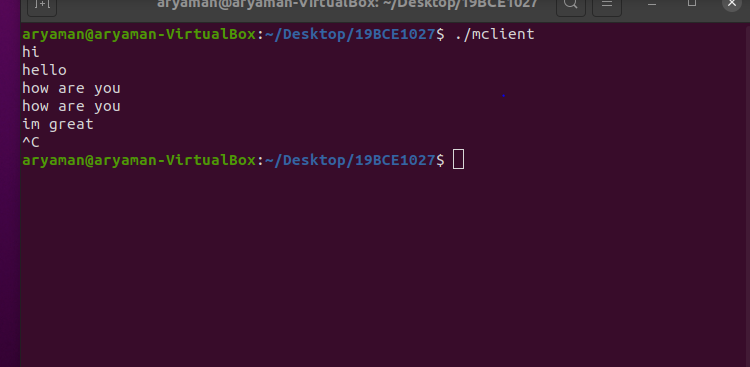 aryaman@aryaman-VirtualBox: ~/Desktop/19BCE1027
aryaman@aryaman-VirtualBox:~/Desktop/19BCE1027$ ./mclient
hi
hello
how are you
how are you
im great
^C
aryaman@aryaman-VirtualBox:~/Desktop/19BCE1027$